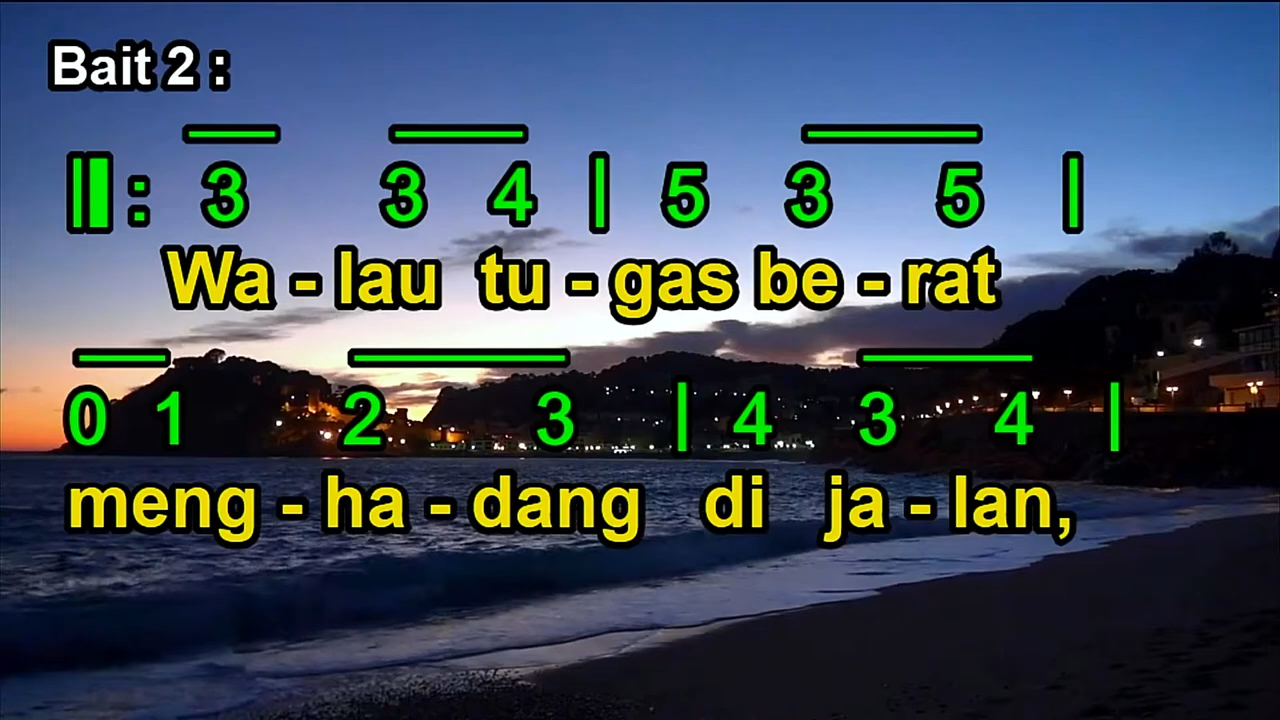 Bait 2 :
‖: 3 3 4 | 5 3 5 |
Wa - lau tu - gas be - rat
0 1 2 3 | 4 3 4 |
meng - ha - dang di ja - lan,